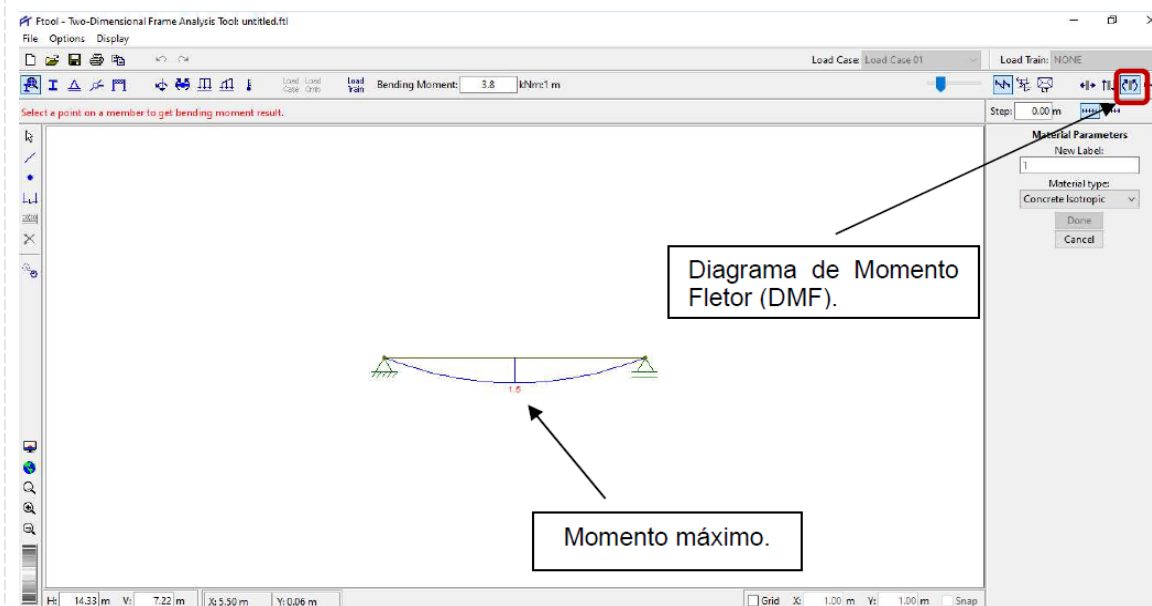 Ftool - Two-Dimensional Frame Analysis Tool: untitled.ftl
File Options Display
Load Case: Load Case 01 Load Train: NONE
Load Case Load Cmb Load Train Bending Moment: 3.8 kNm:1 m
Select a point on a member to get bending moment result. Step: 0.00 m
Material Parameters
New Label:
1
Material type:
Concrete Isotropic
Done
Cancel
Diagrama de Momento
Fletor (DMF).
1.5
Momento máximo.
H: 14.33 m V: 7.22 m X: 5.50 m Y: 0.06 m Grid X: 1.00 m Y: 1.00 m Snap